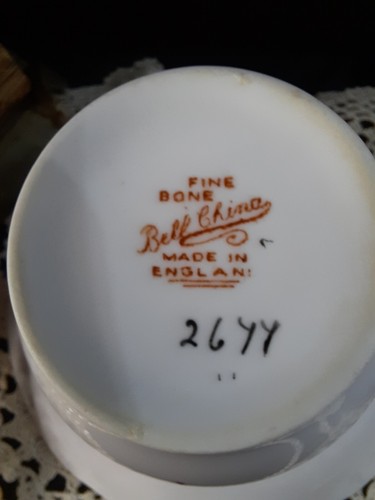 FINE
BONE
Bell China
MADE IN
ENGLAN
2644